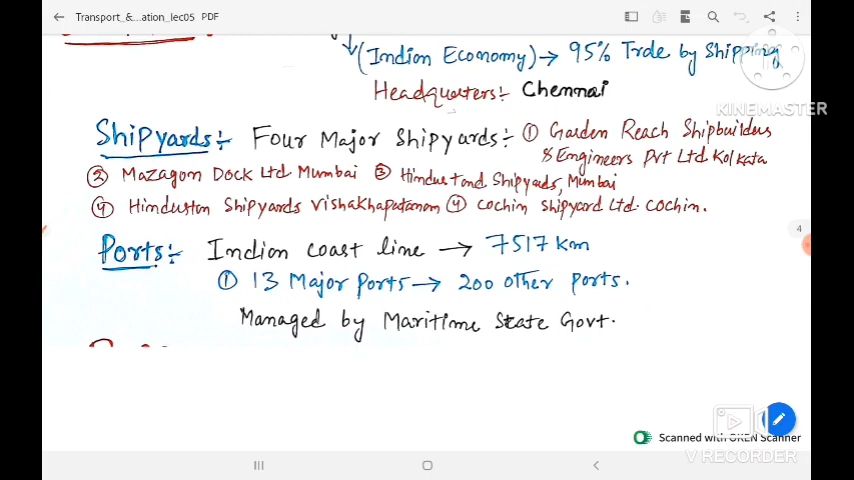 Transport_&...ation_lec05 PDF
(Indian Economy) → 95% Trde by Shipping
Headquarters:- Chennai
KINEMASTER
Shipyards:- Four Major Shipyards:- ① Garden Reach Shipbuilders
& Engineers Pvt Ltd Kolkata
② Mazagon Dock Ltd Mumbai ③ Hindustand Shipyards, Mumbai
④ Hinduston Shipyards Vishakhapatanam ④ Cochin Shipyard Ltd. Cochin.
Ports:- Indian coast line → 7517 Km
4
① 13 Major Ports → 200 other ports.
Managed by Maritime State Govt.
Scanned with OKEN Scanner
V RECORDER